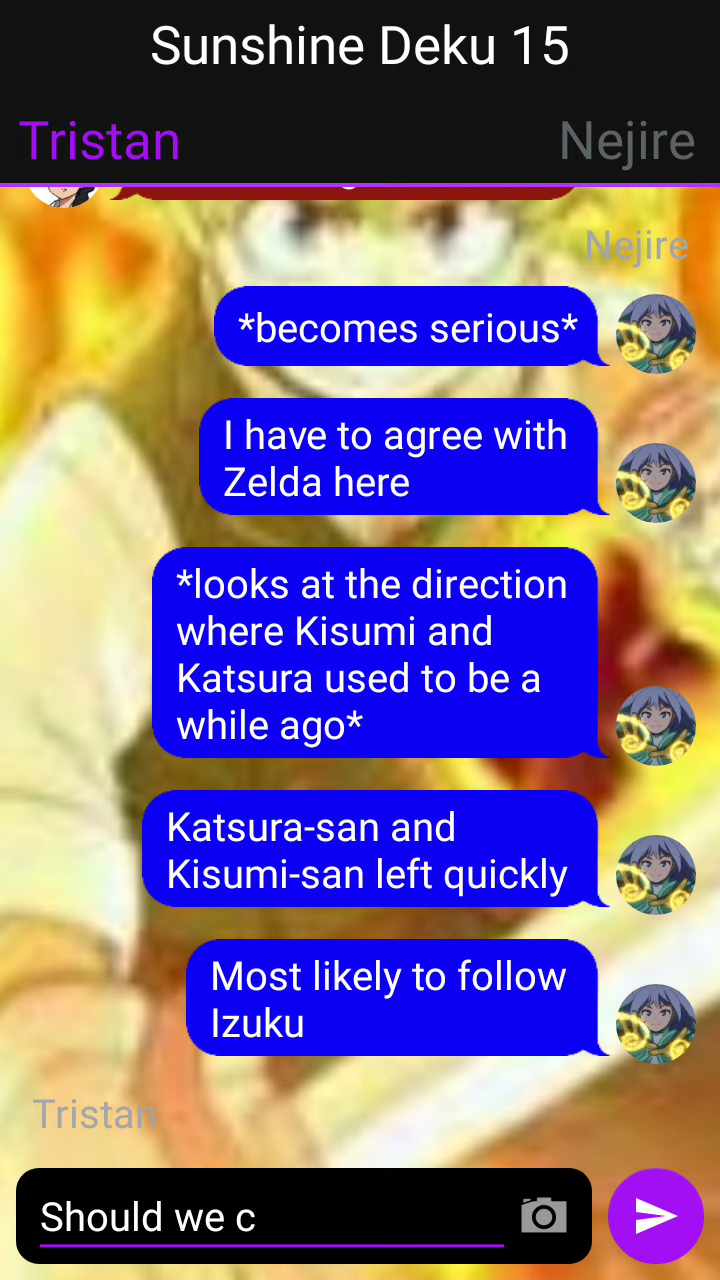 Sunshine Deku 15
Tristan
Nejire
Nejire
*becomes serious*
I have to agree with
Zelda here
*looks at the direction
where Kisumi and
Katsura used to be a
while ago*
Katsura-san and
Kisumi-san left quickly
Most likely to follow
Izuku
Tristan
Should we c